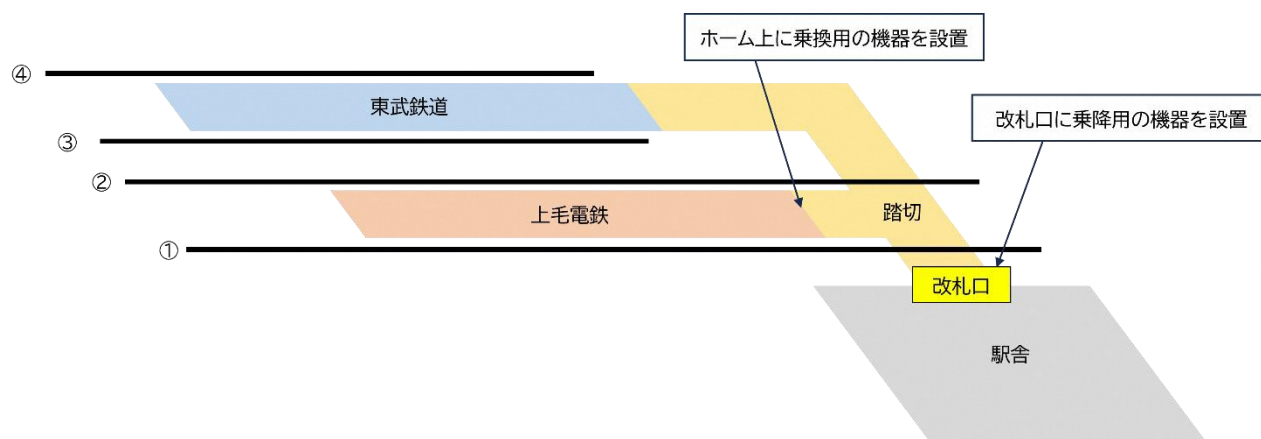 ホーム上に乗換用の機器を設置
④
東武鉄道
改札口に乗降用の機器を設置
③
②
上毛電鉄
踏切
①
改札口
駅舎